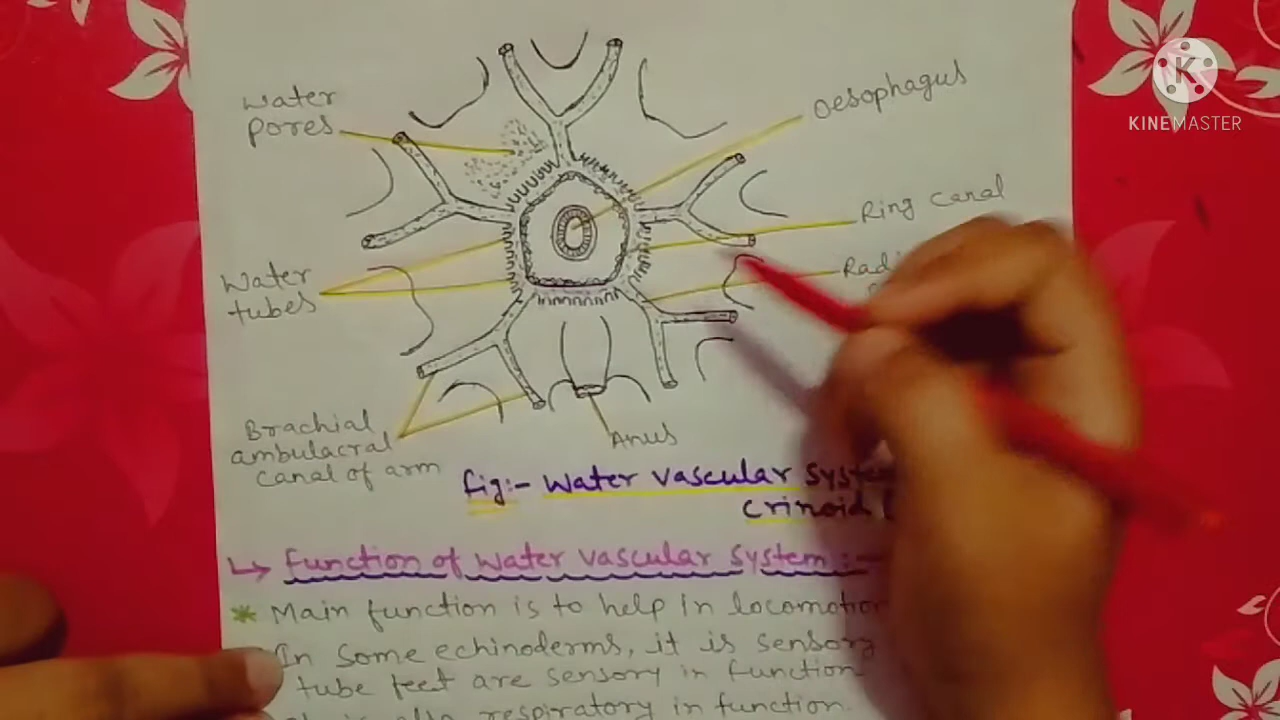 Water
pores
Oesophagus
Ring Canal
Water
tubes
Brachial
ambulacral
Canal of arm
Anus
fig:- Water vascular
Crinoid
↳ Function of Water vascular system :-
* Main function is to help in
In Some echinoderms, it is sensory
tube feet are sensory in function
respiratory in function.
KINEMASTER